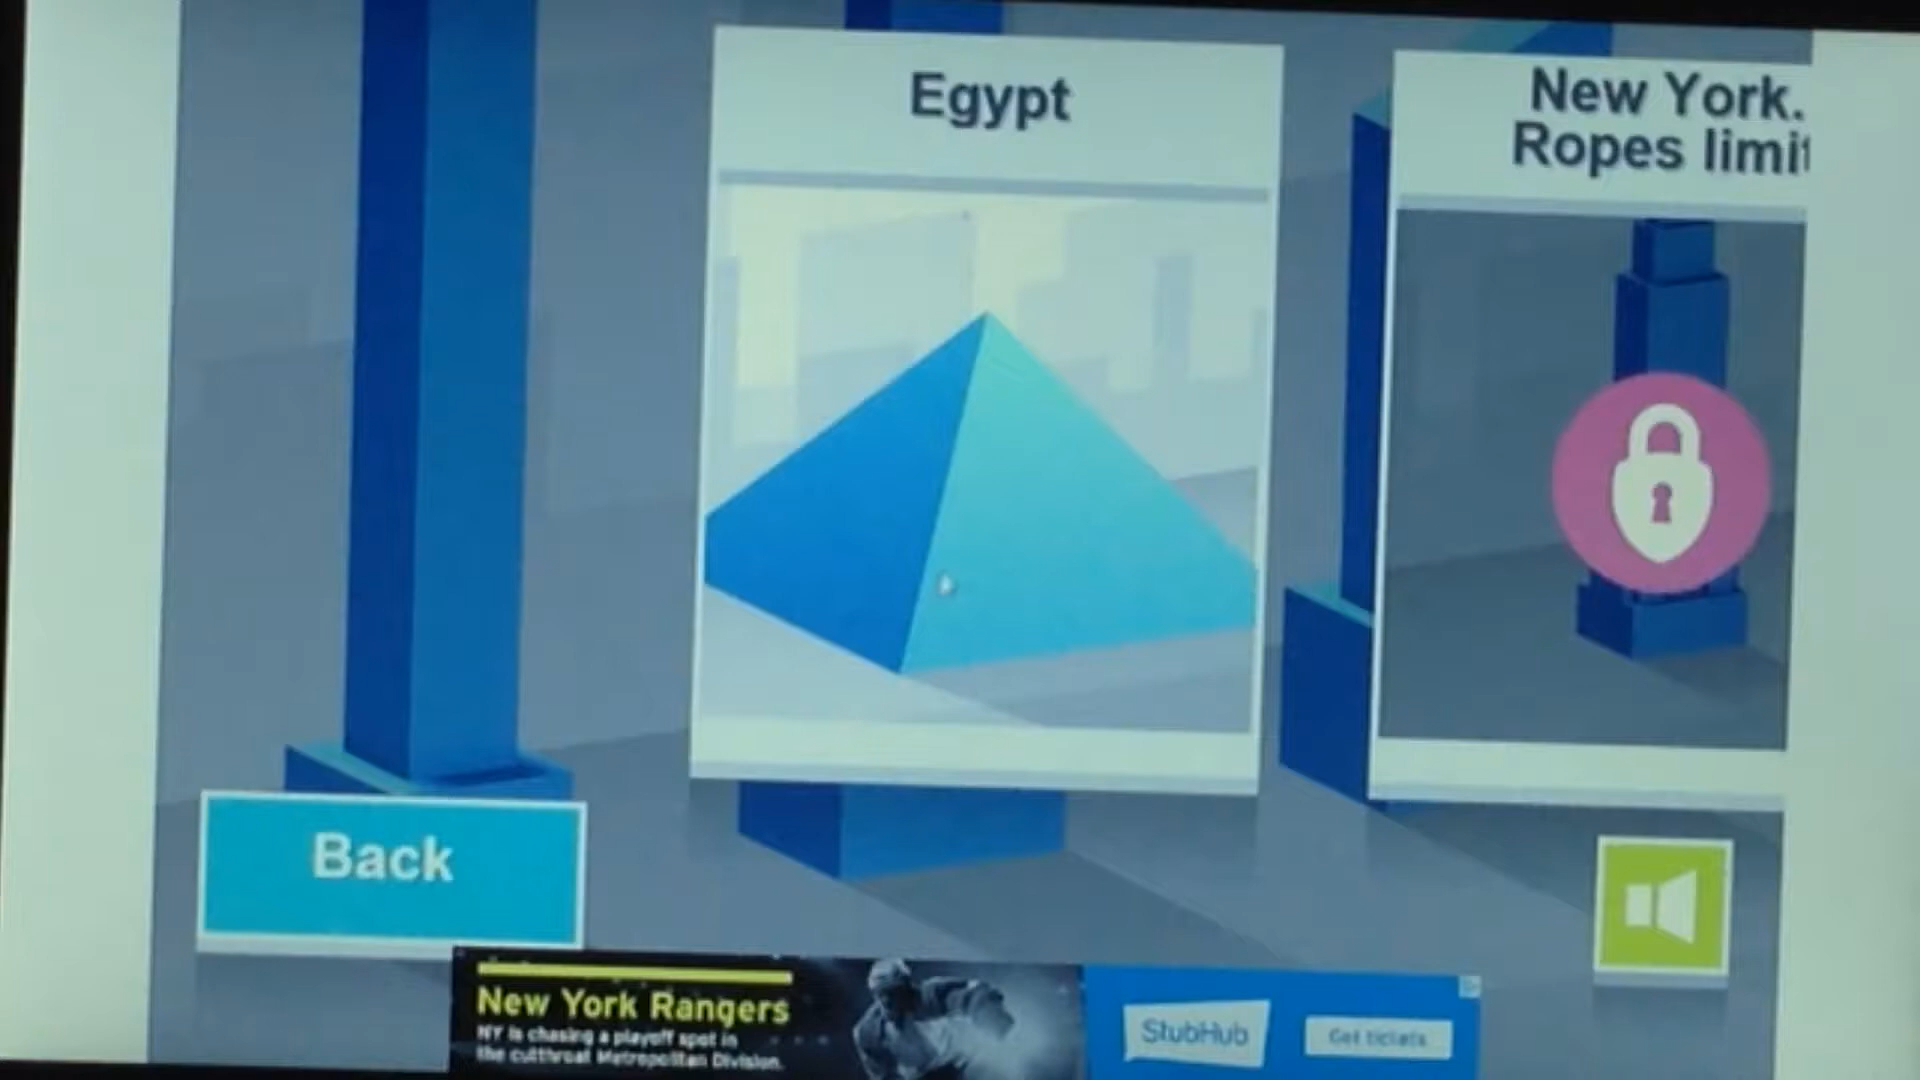 Egypt
New York.
Ropes limit
Back
New York Rangers
NY is chasing a playoff spot in
the cutthroat Metropolitan Division.
StubHub
Get tickets